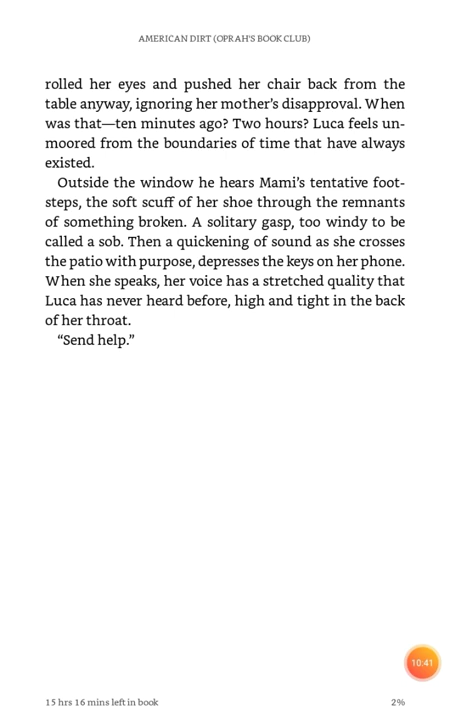 AMERICAN DIRT (OPRAH'S BOOK CLUB)
rolled her eyes and pushed her chair back from the
table anyway, ignoring her mother's disapproval. When
was that—ten minutes ago? Two hours? Luca feels un-
moored from the boundaries of time that have always
existed.
Outside the window he hears Mami's tentative foot-
steps, the soft scuff of her shoe through the remnants
of something broken. A solitary gasp, too windy to be
called a sob. Then a quickening of sound as she crosses
the patio with purpose, depresses the keys on her phone.
When she speaks, her voice has a stretched quality that
Luca has never heard before, high and tight in the back
of her throat.
“Send help.”
10:41
15 hrs 16 mins left in book 2%